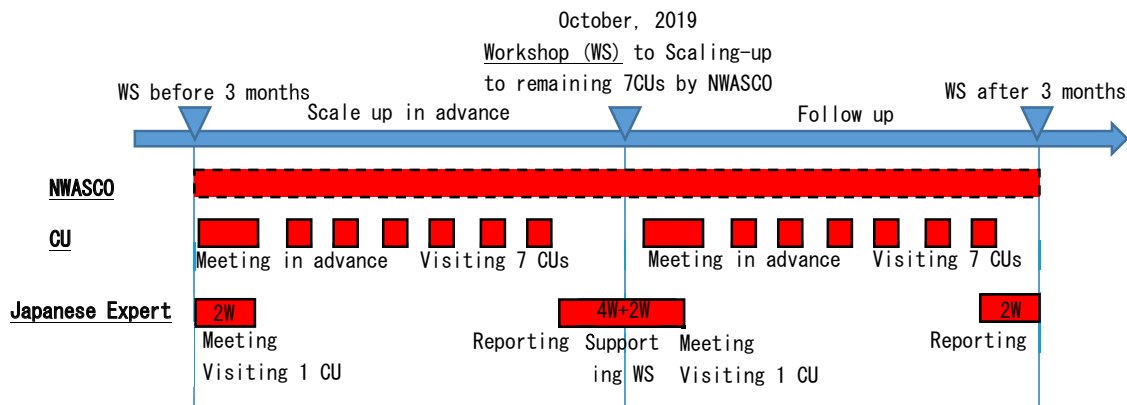 October, 2019
Workshop (WS) to Scaling-up
to remaining 7CUs by NWASCO
WS before 3 months
WS after 3 months
Scale up in advance
Follow up
NWASCO
CU
Meeting in advance
Visiting 7 CUs
Meeting in advance
Visiting 7 CUs
Japanese Expert
2W
4W+2W
2W
Meeting
Visiting 1 CU
Reporting
Support
ing WS
Meeting
Visiting 1 CU
Reporting